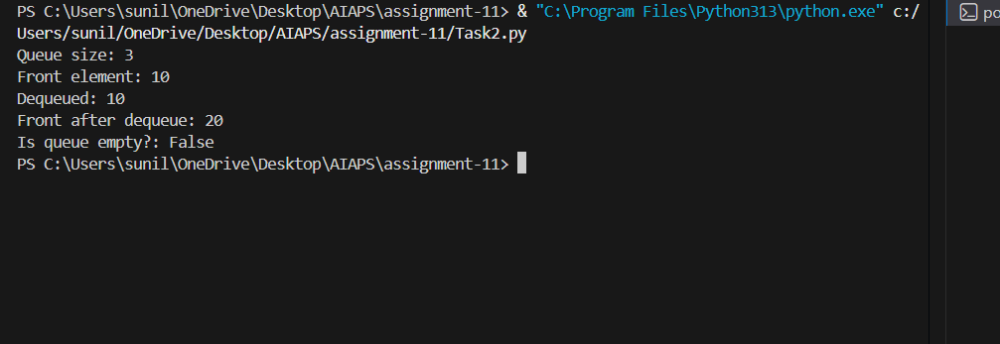 PS C:\Users\sunil\OneDrive\Desktop\AIAPS\assignment-11> & "C:\Program Files\Python313\python.exe" c:/
Users/sunil/OneDrive/Desktop/AIAPS/assignment-11/Task2.py
Queue size: 3
Front element: 10
Dequeued: 10
Front after dequeue: 20
Is queue empty?: False
PS C:\Users\sunil\OneDrive\Desktop\AIAPS\assignment-11>